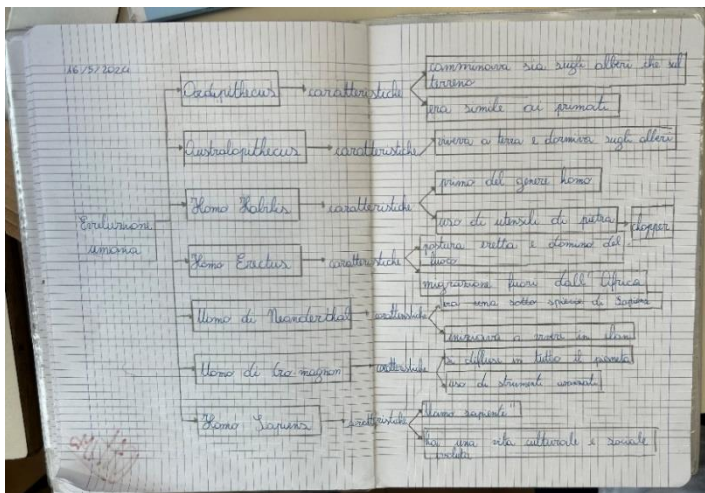 16/5/2024
Evoluzione
umana
Ardipithecus
caratteristiche
camminava sia sugli alberi che sul
terreno
era simile ai primati
Australopithecus
caratteristiche
viveva a terra e dormiva sugli alberi
Homo Habilis
caratteristiche
primo del genere homo
uso di utensili di pietra
chopper
Homo Erectus
caratteristiche
postura eretta e dominio del
fuoco
migrazione fuori dall'Africa
Uomo di Neanderthal
caratteristiche
era una sotto specie di Sapiens
iniziava a vivere in clan
Uomo di Cro-magnon
caratteristiche
si diffuse in tutto il pianeta
uso di strumenti avanzati
Homo Sapiens
caratteristiche
"Uomo sapiente"
ha una vita culturale e sociale
evoluta